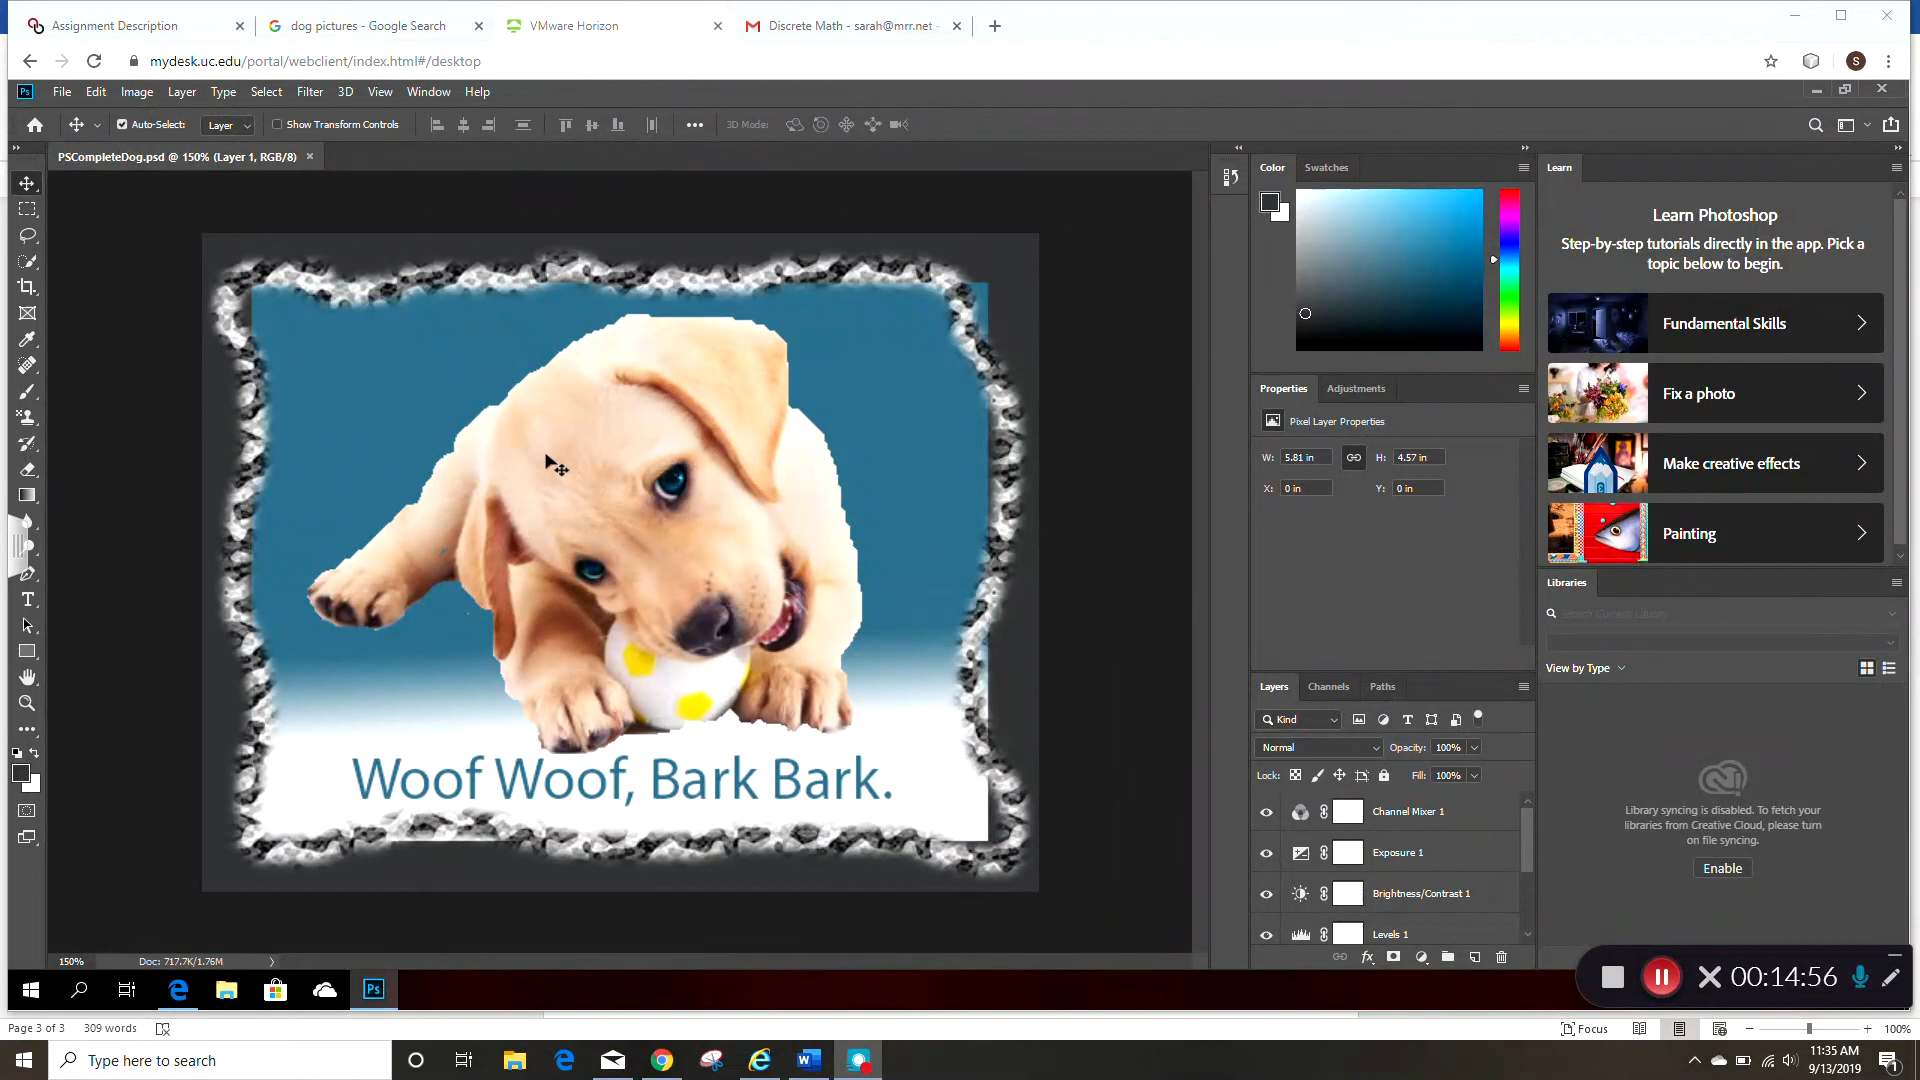 Assignment Description
dog pictures - Google Search
VMware Horizon
Discrete Math - sarah@mrr.net -
mydesk.uc.edu/portal/webclient/index.html#/desktop
S
Ps File Edit Image Layer Type Select Filter 3D View Window Help
Auto-Select: Layer Show Transform Controls 3D Mode:
PSCompleteDog.psd @ 150% (Layer 1, RGB/8)
Woof Woof, Bark Bark.
150% Doc: 717.7K/1.76M
Color Swatches
Properties Adjustments
Pixel Layer Properties
W: 5.81 in H: 4.57 in
X: 0 in Y: 0 in
Layers Channels Paths
Kind
Normal Opacity: 100%
Lock: Fill: 100%
Channel Mixer 1
Exposure 1
Brightness/Contrast 1
Levels 1
fx
Learn
Learn Photoshop
Step-by-step tutorials directly in the app. Pick a
topic below to begin.
Fundamental Skills
Fix a photo
Make creative effects
Painting
Libraries
Search Current Library
View by Type
Library syncing is disabled. To fetch your
libraries from Creative Cloud, please turn
on file syncing.
Enable
00:14:56
Ps
Page 3 of 3 309 words Focus 100%
Type here to search
11:35 AM
9/13/2019
1